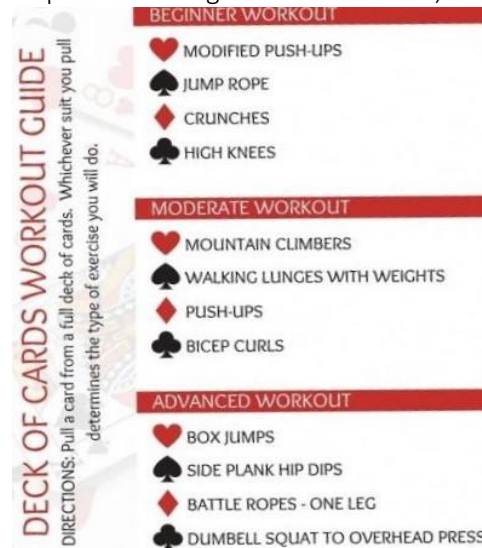 DECK OF CARDS WORKOUT GUIDE
DIRECTIONS: Pull a card from a full deck of cards. Whichever suit you pull
determines the type of exercise you will do.
BEGINNER WORKOUT
MODIFIED PUSH-UPS
JUMP ROPE
CRUNCHES
HIGH KNEES
MODERATE WORKOUT
MOUNTAIN CLIMBERS
WALKING LUNGES WITH WEIGHTS
PUSH-UPS
BICEP CURLS
ADVANCED WORKOUT
BOX JUMPS
SIDE PLANK HIP DIPS
BATTLE ROPES - ONE LEG
DUMBELL SQUAT TO OVERHEAD PRESS